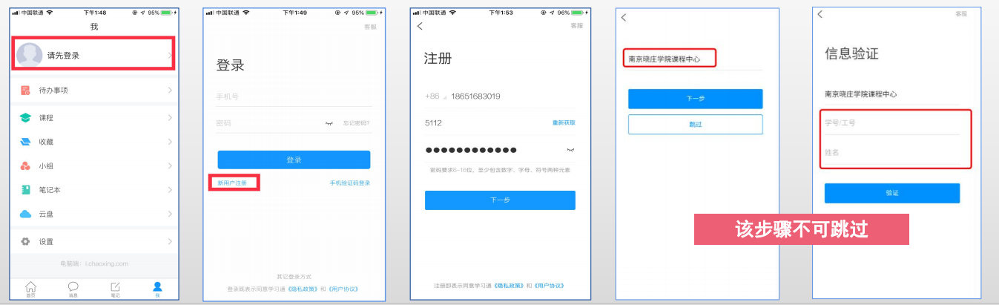 中国联通 下午1:48 95%
我
请先登录
待办事项
课程
收藏
小组
笔记本
云盘
设置
电脑端：i.chaoxing.com
首页 消息 笔记 我
中国联通 下午1:49 95%
客服
登录
手机号
密码 忘记密码?
登录
新用户注册 手机验证码登录
其它登录方式
登录既表示同意学习通《隐私政策》和《用户协议》
中国联通 下午1:53 96%
客服
注册
+86 18651683019
5112 重新获取
密码要求6-16位，至少包含数字、字母、符号两种元素
下一步
注册即表示同意学习通《隐私政策》和《用户协议》
南京晓庄学院课程中心
下一步
跳过
客服
信息验证
南京晓庄学院课程中心
学号/工号
姓名
验证
该步骤不可跳过